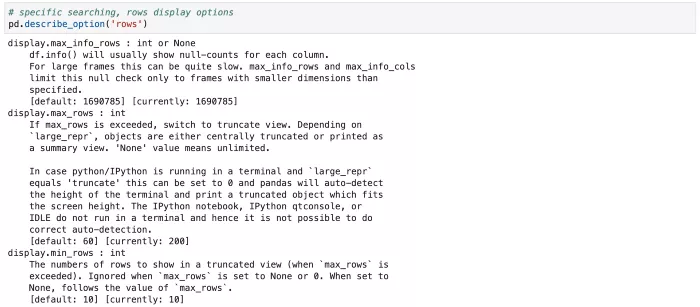 # specific searching, rows display options
pd.describe_option('rows')
display.max_info_rows : int or None
df.info() will usually show null-counts for each column.
For large frames this can be quite slow. max_info_rows and max_info_cols
limit this null check only to frames with smaller dimensions than
specified.
[default: 1690785] [currently: 1690785]
display.max_rows : int
If max_rows is exceeded, switch to truncate view. Depending on
`large_repr`, objects are either centrally truncated or printed as
a summary view. 'None' value means unlimited.
In case python/IPython is running in a terminal and `large_repr`
equals 'truncate' this can be set to 0 and pandas will auto-detect
the height of the terminal and print a truncated object which fits
the screen height. The IPython notebook, IPython qtconsole, or
IDLE do not run in a terminal and hence it is not possible to do
correct auto-detection.
[default: 60] [currently: 200]
display.min_rows : int
The numbers of rows to show in a truncated view (when `max_rows` is
exceeded). Ignored when `max_rows` is set to None or 0. When set to
None, follows the value of `max_rows`.
[default: 10] [currently: 10]